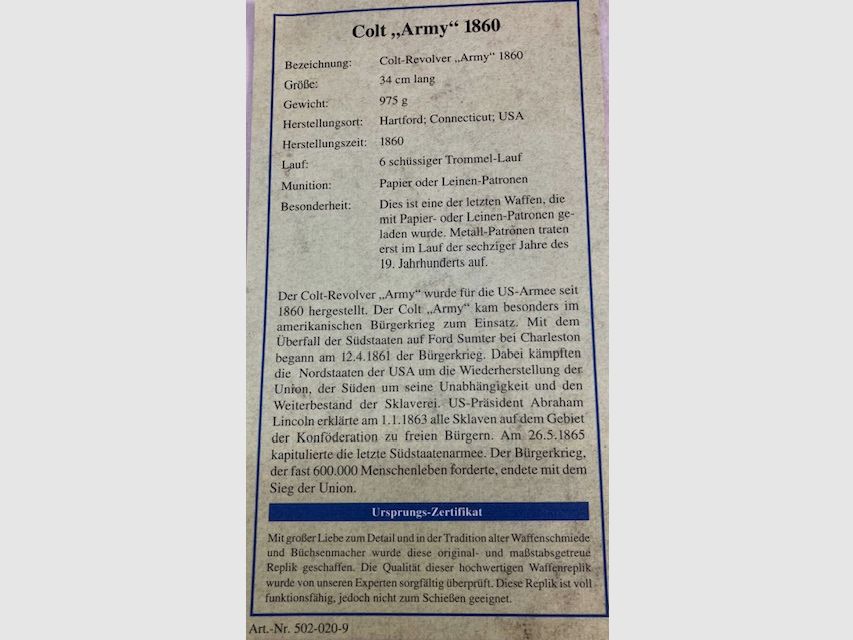 Colt „Army“ 1860
Bezeichnung: Colt-Revolver „Army“ 1860
Größe: 34 cm lang
Gewicht: 975 g
Herstellungsort: Hartford; Connecticut; USA
Herstellungszeit: 1860
Lauf: 6 schüssiger Trommel-Lauf
Munition: Papier oder Leinen-Patronen
Besonderheit: Dies ist eine der letzten Waffen, die
mit Papier- oder Leinen-Patronen ge-
laden wurde. Metall-Patronen traten
erst im Lauf der sechziger Jahre des
19. Jahrhunderts auf.
Der Colt-Revolver „Army“ wurde für die US-Armee seit
1860 hergestellt. Der Colt „Army“ kam besonders im
amerikanischen Bürgerkrieg zum Einsatz. Mit dem
Überfall der Südstaaten auf Ford Sumter bei Charleston
begann am 12.4.1861 der Bürgerkrieg. Dabei kämpften
die Nordstaaten der USA um die Wiederherstellung der
Union, der Süden um seine Unabhängigkeit und den
Weiterbestand der Sklaverei. US-Präsident Abraham
Lincoln erklärte am 1.1.1863 alle Sklaven auf dem Gebiet
der Konföderation zu freien Bürgern. Am 26.5.1865
kapitulierte die letzte Südstaatenarmee. Der Bürgerkrieg,
der fast 600.000 Menschenleben forderte, endete mit dem
Sieg der Union.
Ursprungs-Zertifikat
Mit großer Liebe zum Detail und in der Tradition alter Waffenschmiede
und Büchsenmacher wurde diese original- und maßstabsgetreue
Replik geschaffen. Die Qualität dieser hochwertigen Waffenreplik
wurde von unseren Experten sorgfältig überprüft. Diese Replik ist voll
funktionsfähig, jedoch nicht zum Schießen geeignet.
Art.-Nr. 502-020-9